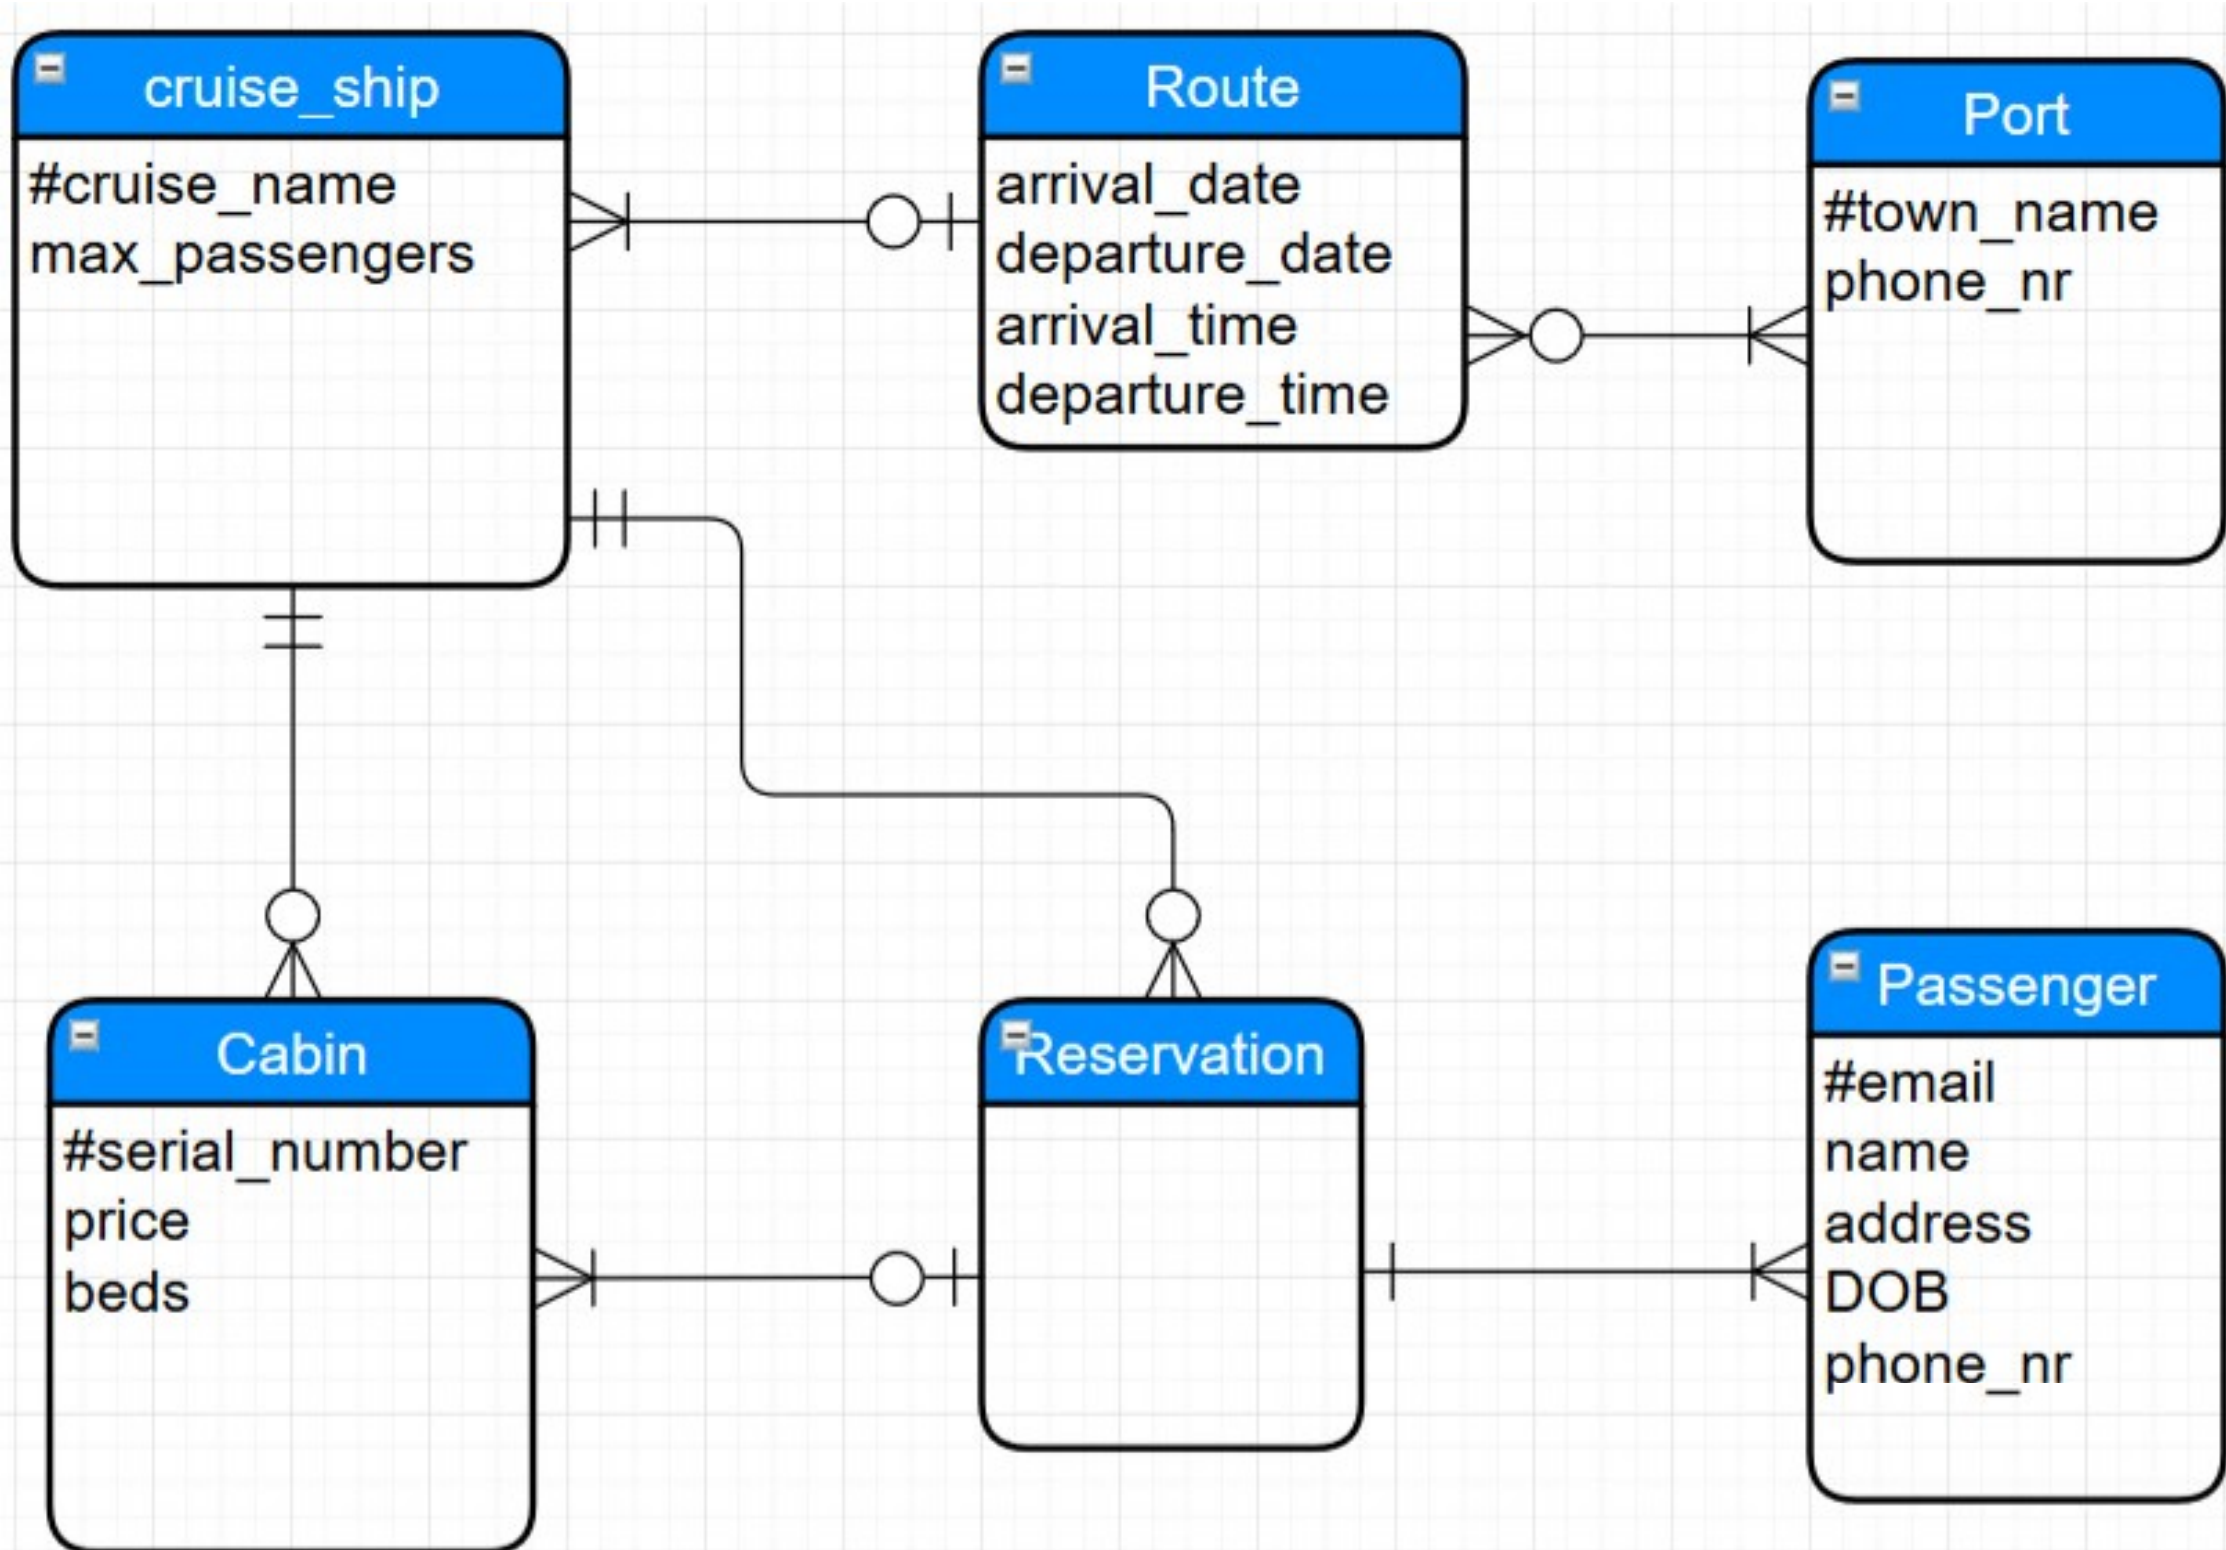 cruise_ship
#cruise_name
max_passengers
Route
arrival_date
departure_date
arrival_time
departure_time
Port
#town_name
phone_nr
Cabin
#serial_number
price
beds
Reservation
Passenger
#email
name
address
DOB
phone_nr